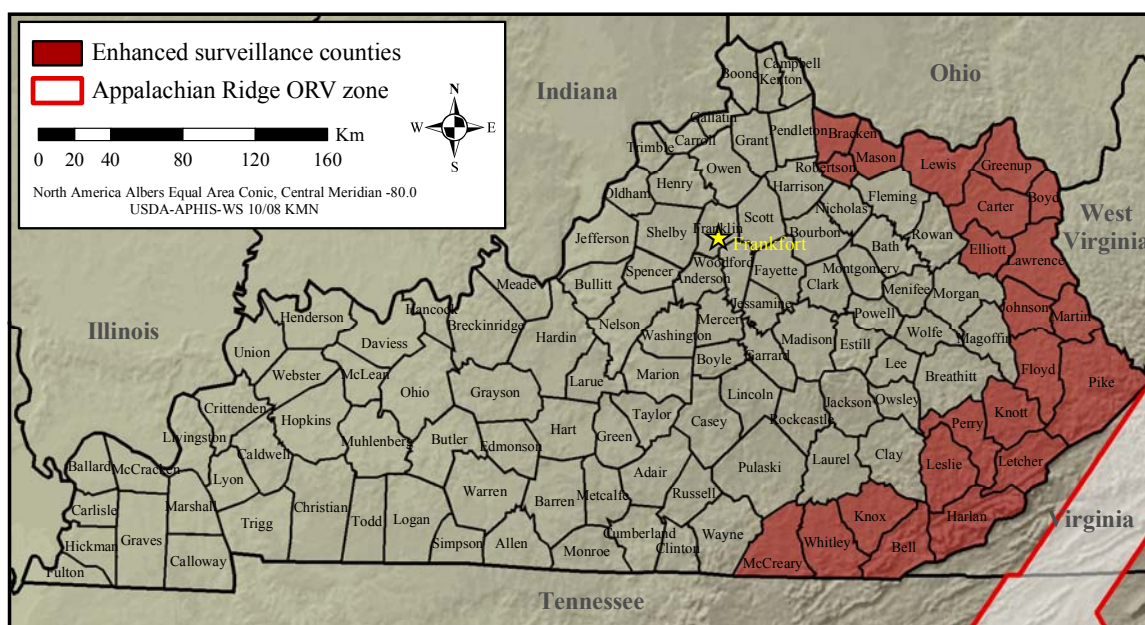 Enhanced surveillance counties
Appalachian Ridge ORV zone
Km
0 20 40 80 120 160
N
W E
S
North America Albers Equal Area Conic, Central Meridian -80.0
USDA-APHIS-WS 10/08 KMN
Indiana
Ohio
West
Virginia
Illinois
Virginia
Tennessee
Frankfort
Boone
Campbell
Kenton
Gallatin
Carroll
Trimble
Grant
Pendleton
Bracken
Mason
Robertson
Lewis
Greenup
Boyd
Carter
Owen
Henry
Oldham
Harrison
Nicholas
Fleming
Rowan
Elliott
Lawrence
Jefferson
Shelby
Franklin
Scott
Bourbon
Bath
Spencer
Anderson
Woodford
Fayette
Clark
Montgomery
Menifee
Morgan
Johnson
Martin
Meade
Bullitt
Hancock
Breckinridge
Hardin
Nelson
Washington
Mercer
Jessamine
Madison
Estill
Powell
Wolfe
Magoffin
Floyd
Pike
Henderson
Daviess
Union
Webster
McLean
Ohio
Grayson
Larue
Marion
Boyle
Garrard
Lee
Breathitt
Lincoln
Rockcastle
Jackson
Owsley
Perry
Knott
Crittenden
Hopkins
Muhlenberg
Butler
Edmonson
Hart
Green
Taylor
Casey
Pulaski
Laurel
Clay
Leslie
Letcher
Livingston
Caldwell
Lyon
Ballard
McCracken
Carlisle
Marshall
Trigg
Christian
Todd
Logan
Warren
Barren
Metcalfe
Adair
Russell
Knox
Harlan
Hickman
Graves
Fulton
Calloway
Simpson
Allen
Monroe
Cumberland
Clinton
Wayne
McCreary
Whitley
Bell